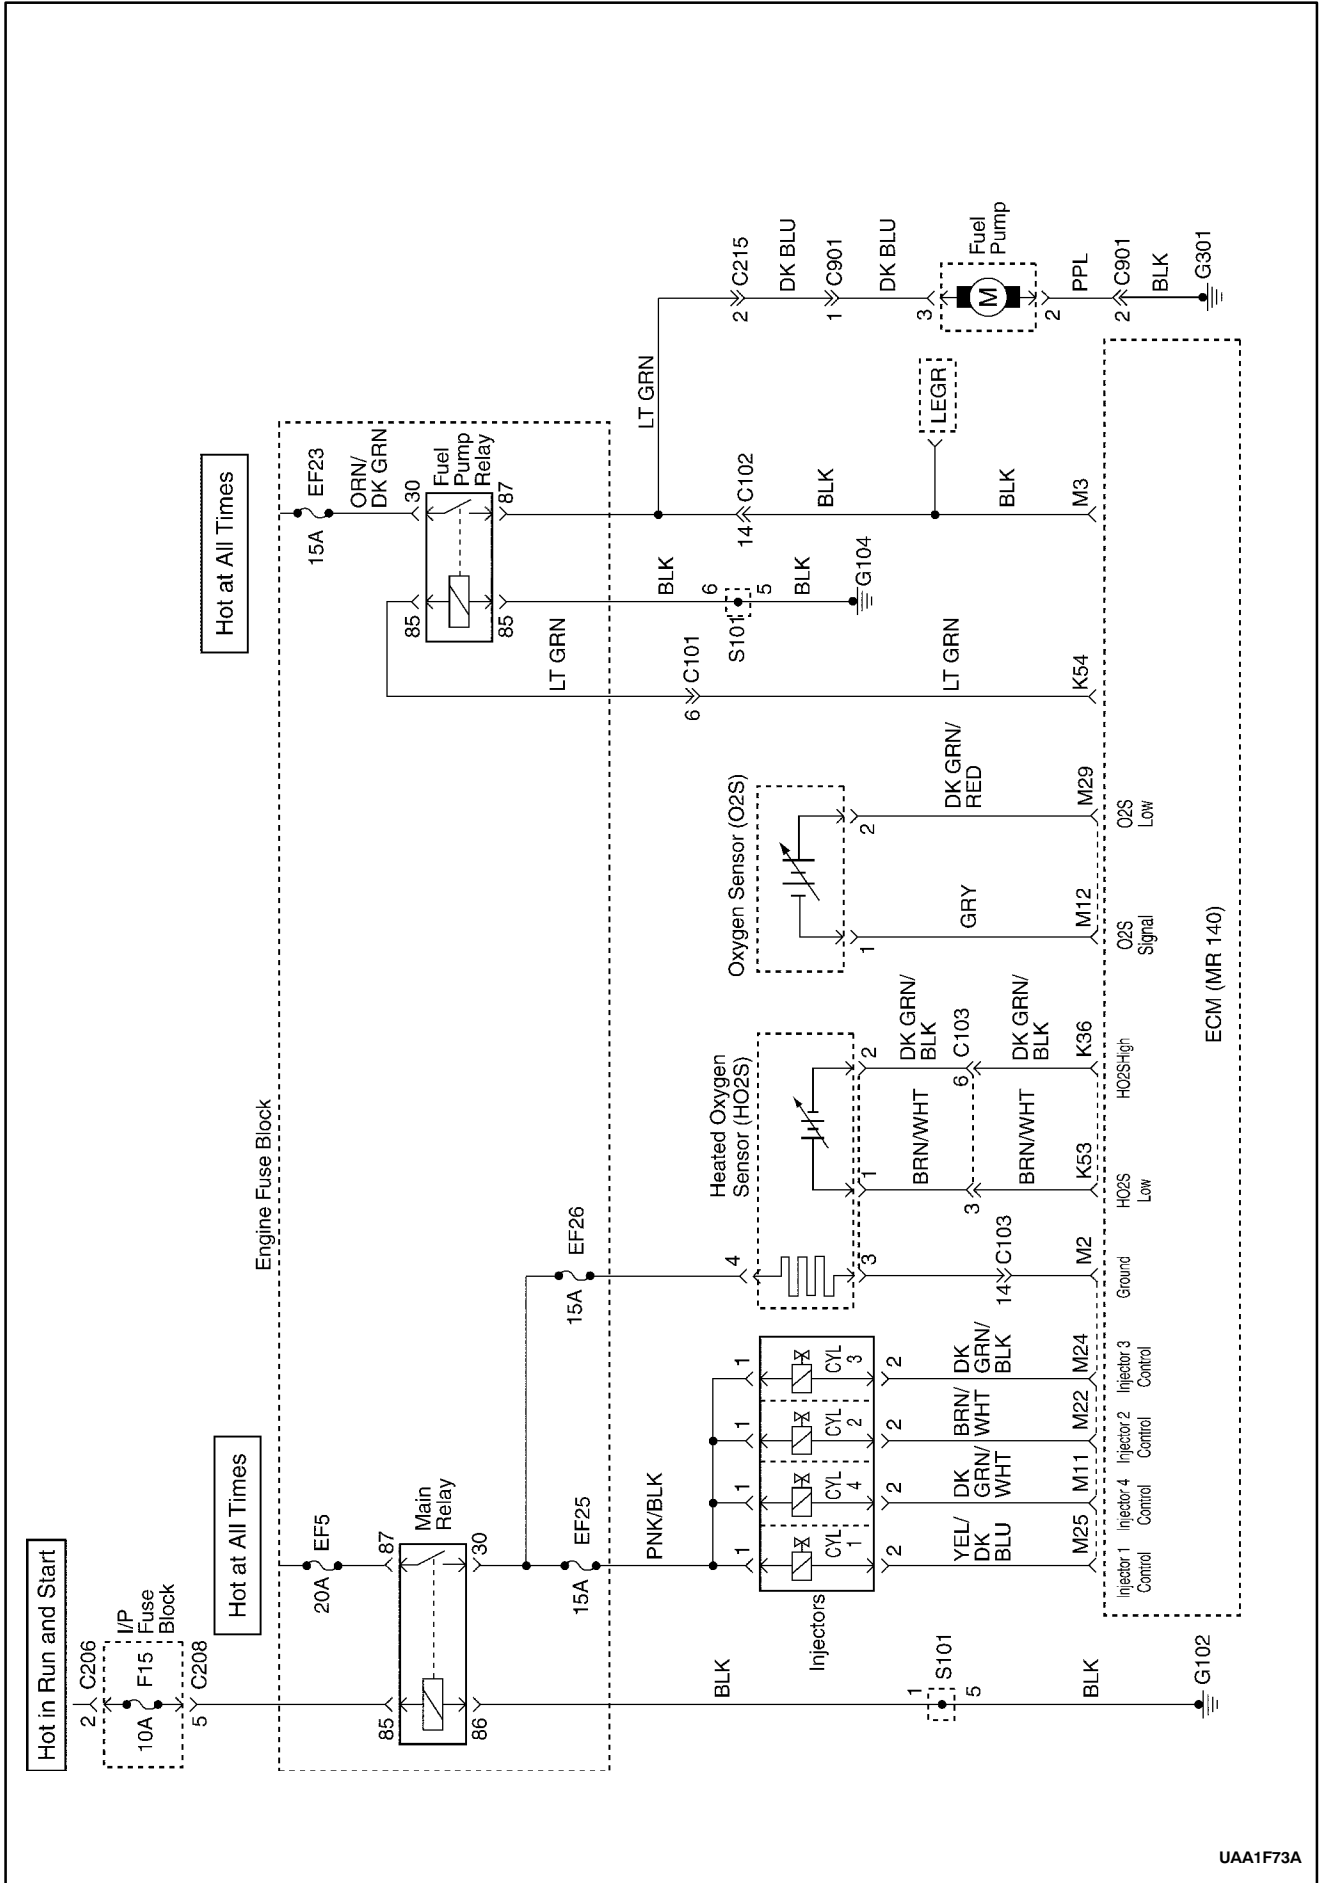 Hot in Run and Start
2
C206
I/P
Fuse
Block
10A
F15
5
C208
Hot at All Times
Hot at All Times
Engine Fuse Block
20A
EF5
15A
EF23
ORN/
DK GRN
85
87
Main
Relay
86
30
85
30
Fuel
Pump
Relay
85
87
15A
EF25
15A
EF26
LT GRN
PNK/BLK
BLK
LT GRN
6
C101
BLK
6
S101
5
BLK
G104
14
C102
BLK
LEGR
BLK
2
C215
DK BLU
1
C901
DK BLU
3
M
Fuel
Pump
2
PPL
2
C901
BLK
G301
Injectors
1
1
1
1
CYL
1
CYL
4
CYL
2
CYL
3
2
2
2
2
Heated Oxygen
Sensor (HO2S)
4
3
1
2
Oxygen Sensor (O2S)
1
2
YEL/
DK
BLU
DK
GRN/
WHT
BRN/
WHT
DK
GRN/
BLK
14
C103
BRN/WHT
3
BRN/WHT
DK GRN/
BLK
6
C103
DK GRN/
BLK
GRY
DK GRN/
RED
LT GRN
1
S101
5
BLK
G102
M25
M11
M22
M24
M2
K53
K36
M12
M29
K54
M3
Injector 1
Control
Injector 4
Control
Injector 2
Control
Injector 3
Control
Ground
HO2S
Low
HO2SHigh
O2S
Signal
O2S
Low
ECM (MR 140)
UAA1F73A